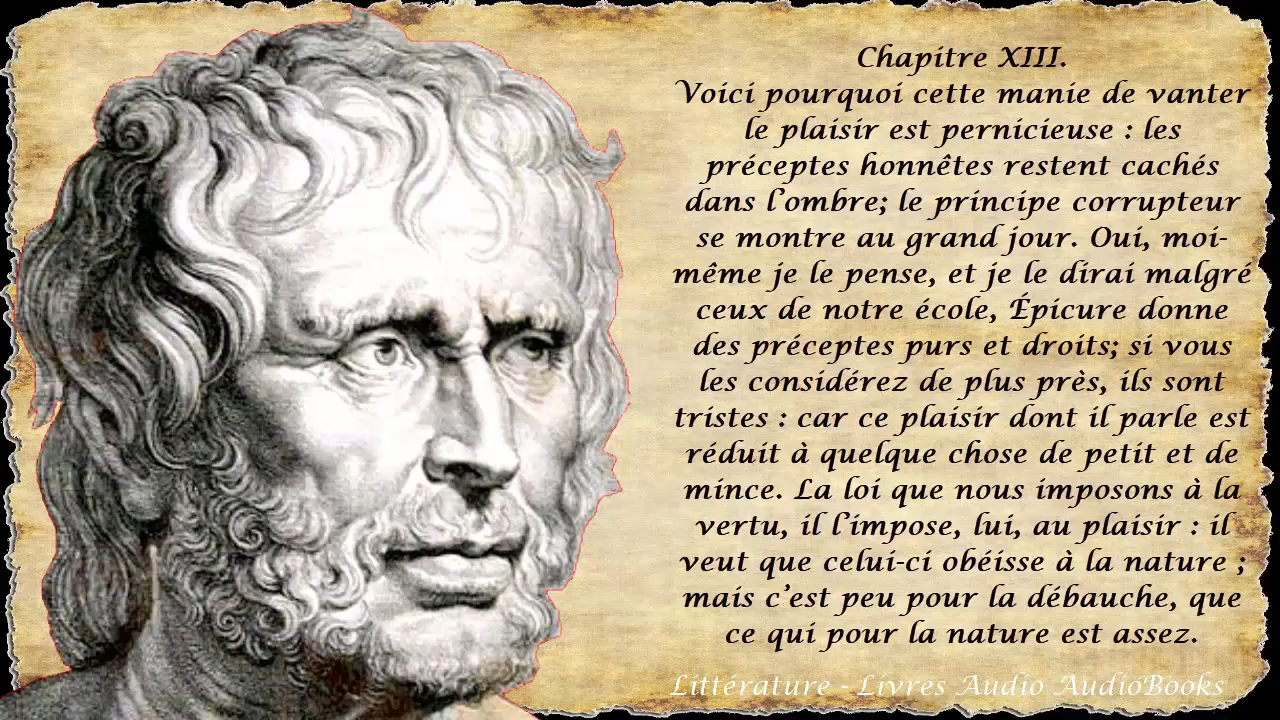 Chapitre XIII.
Voici pourquoi cette manie de vanter
le plaisir est pernicieuse : les
préceptes honnêtes restent cachés
dans l'ombre; le principe corrupteur
se montre au grand jour. Oui, moi-
même je le pense, et je le dirai malgré
ceux de notre école, Épicure donne
des préceptes purs et droits; si vous
les considérez de plus près, ils sont
tristes : car ce plaisir dont il parle est
réduit à quelque chose de petit et de
mince. La loi que nous imposons à la
vertu, il l'impose, lui, au plaisir : il
veut que celui-ci obéisse à la nature ;
mais c'est peu pour la débauche, que
ce qui pour la nature est assez.
Littérature - Livres Audio AudioBooks